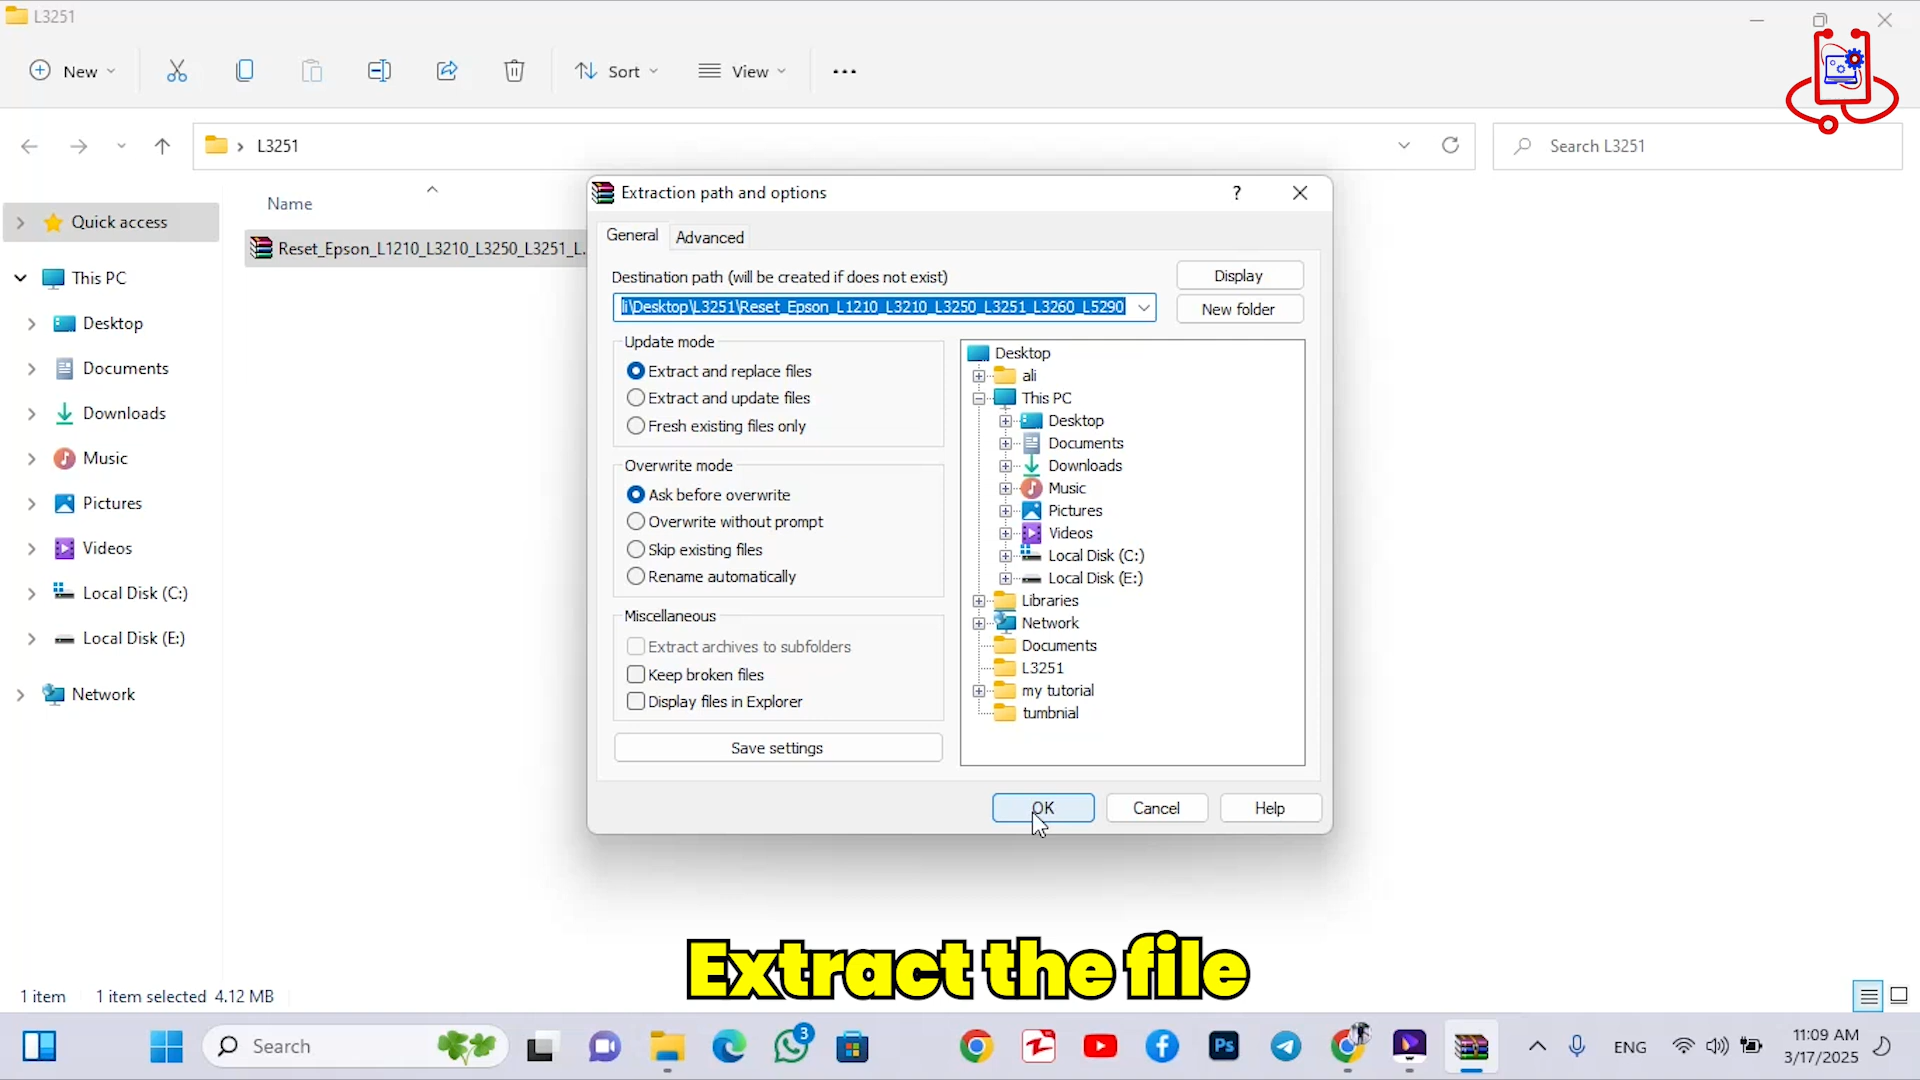 L3251
New
Sort
View
L3251
Search L3251
Name
Quick access
Reset_Epson_L1210_L3210_L3250_L3251_L...
This PC
Desktop
Documents
Downloads
Music
Pictures
Videos
Local Disk (C:)
Local Disk (E:)
Network
Extraction path and options
?
General
Advanced
Destination path (will be created if does not exist)
Display
i\Desktop\L3251\Reset_Epson_L1210_L3210_L3250_L3251_L3260_L5290
New folder
Update mode
Extract and replace files
Extract and update files
Fresh existing files only
Overwrite mode
Ask before overwrite
Overwrite without prompt
Skip existing files
Rename automatically
Miscellaneous
Extract archives to subfolders
Keep broken files
Display files in Explorer
Save settings
Desktop
ali
This PC
Desktop
Documents
Downloads
Music
Pictures
Videos
Local Disk (C:)
Local Disk (E:)
Libraries
Network
Documents
L3251
my tutorial
tumbnial
OK
Cancel
Help
Extract the file
1 item
1 item selected 4.12 MB
Search
3
Ps
ENG
11:09 AM
3/17/2025